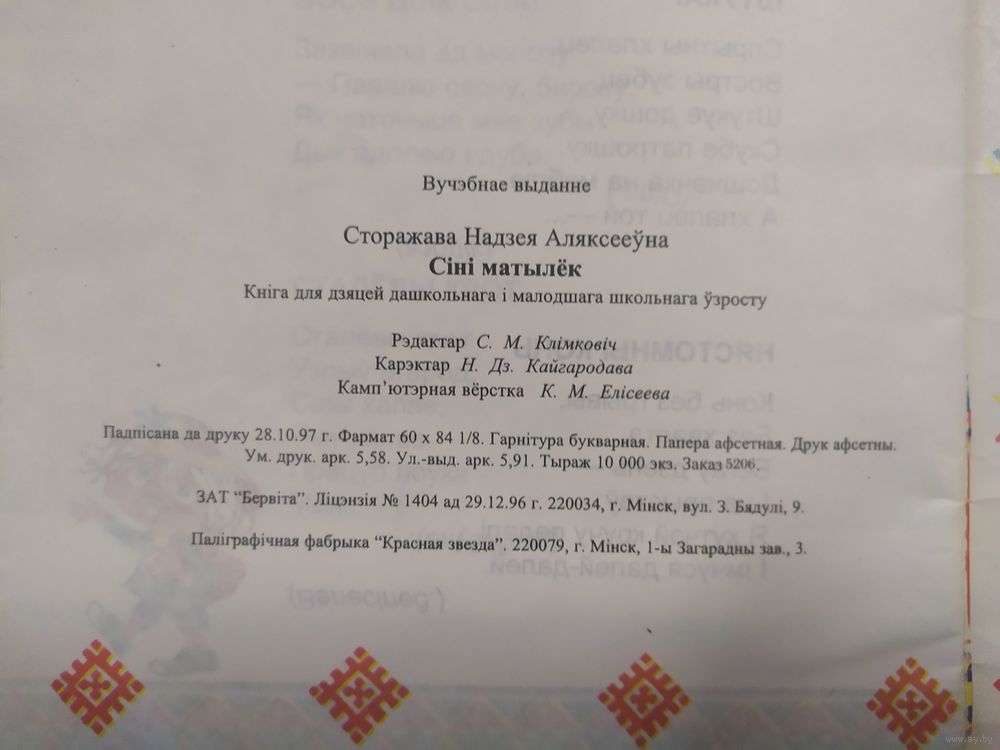 Вучэбнае выданне
Сторажава Надзея Аляксееўна
Сіні матылёк
Кніга для дзяцей дашкольнага і малодшага школьнага ўзросту
Рэдактар С. М. Клімковіч
Карэктар Н. Дз. Кайгародава
Камп'ютэрная вёрстка К. М. Елісеева
Падпісана да друку 28.10.97 г. Фармат 60 х 84 1/8. Гарнітура букварная. Папера афсетная. Друк афсетны.
Ум. друк. арк. 5,58. Ул.-выд. арк. 5,91. Тыраж 10 000 экз. Заказ 5206.
ЗАТ “Бервіта”. Ліцэнзія № 1404 ад 29.12.96 г. 220034, г. Мінск, вул. З. Бядулі, 9.
Паліграфічная фабрыка “Красная звезда”. 220079, г. Мінск, 1-ы Загарадны зав., 3.
www.ay.by